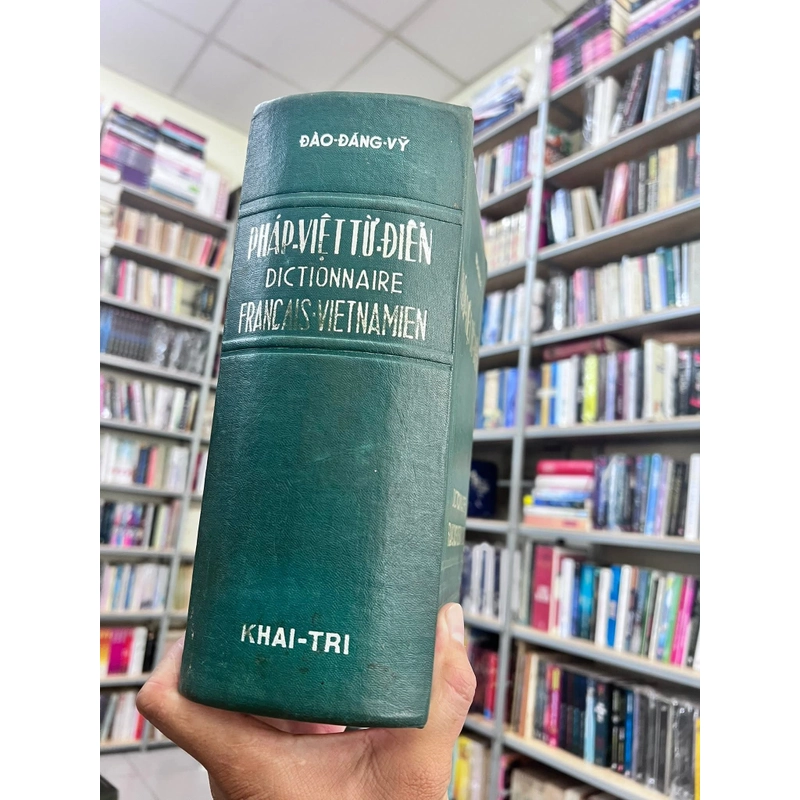 ĐÀO-ĐĂNG-VỸ
PHÁP-VIỆT TỪ-ĐIỂN
DICTIONNAIRE
FRANÇAIS-VIETNAMIEN
KHAI-TRI